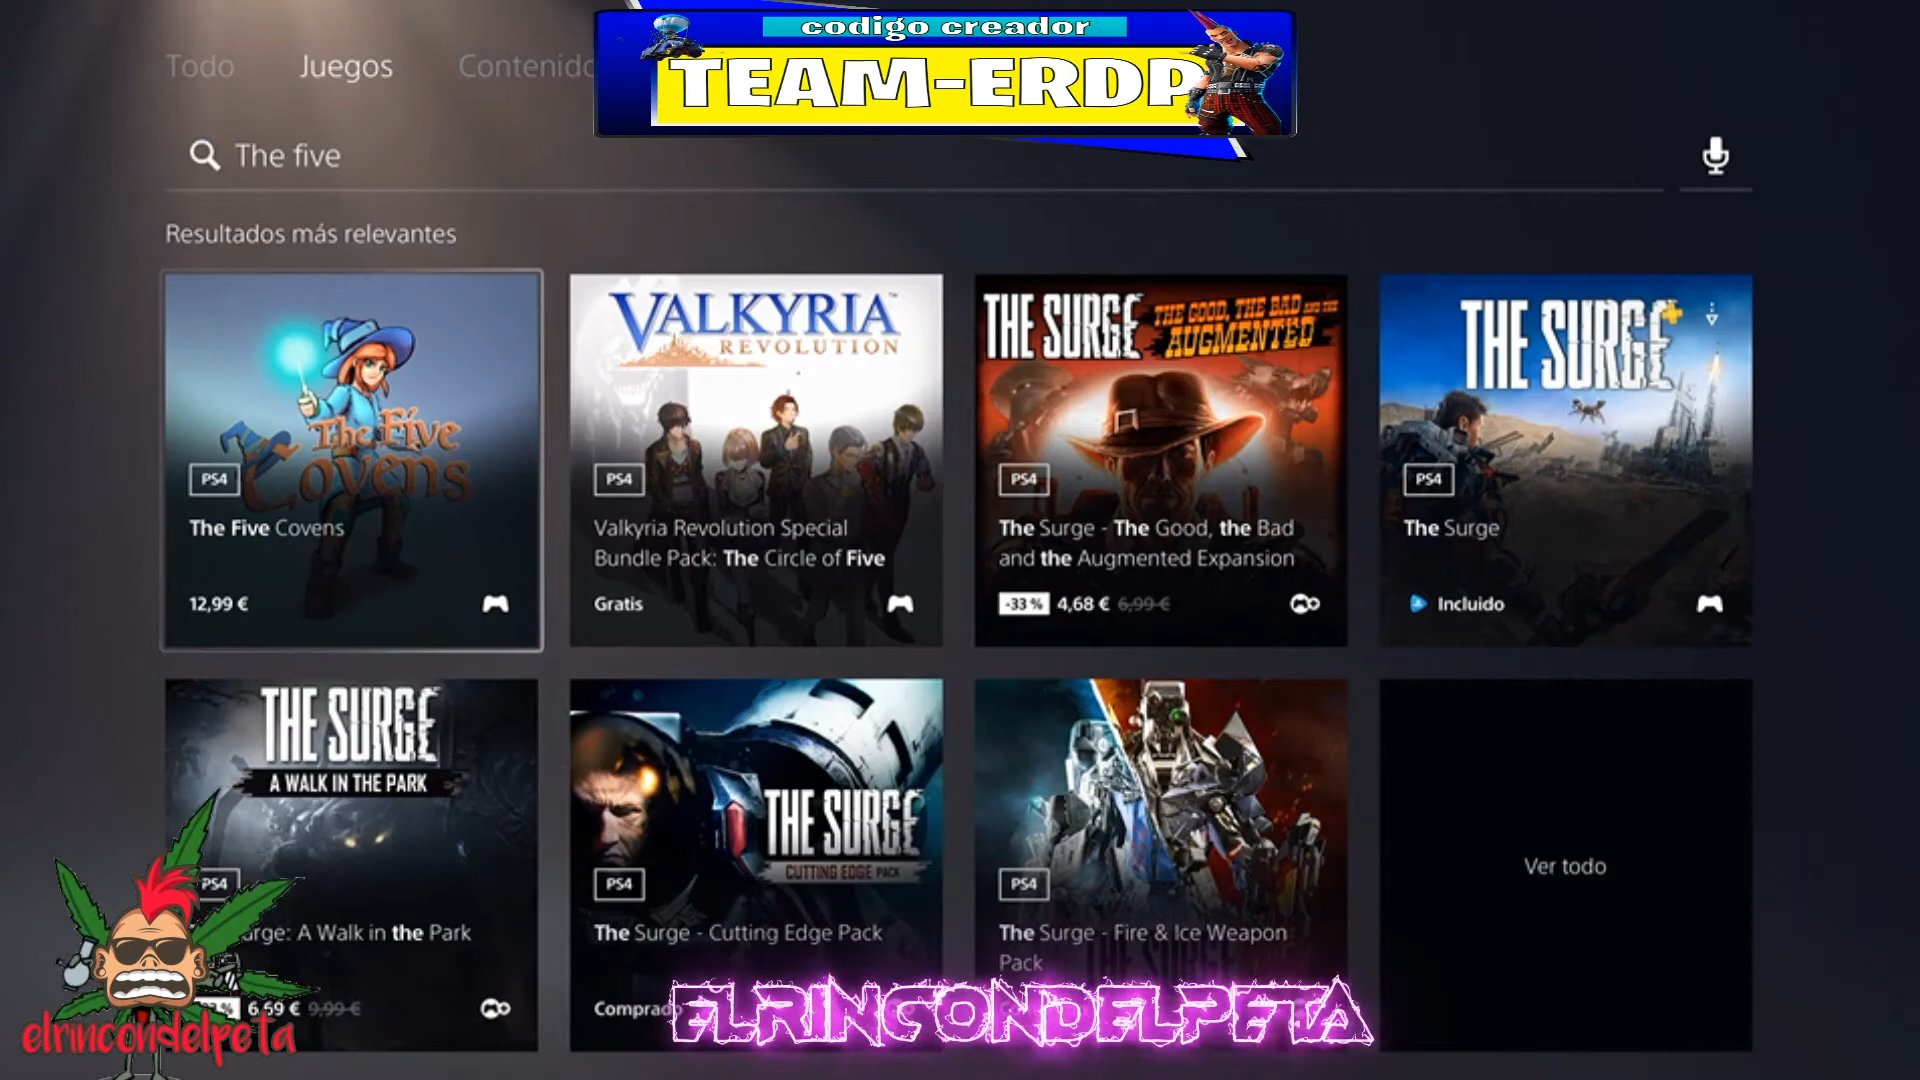 codigo creador
TEAM-ERDP
Todo Juegos Contenido
The five
Resultados más relevantes
The Five
Covens
PS4
The Five Covens
12,99 €
VALKYRIA
REVOLUTION
PS4
Valkyria Revolution Special
Bundle Pack: The Circle of Five
Gratis
THE SURGE
THE GOOD, THE BAD AND THE
AUGMENTED
PS4
The Surge - The Good, the Bad
and the Augmented Expansion
-33 % 4,68 € 6,99 €
THE SURGE
PS4
The Surge
Incluido
THE SURGE
A WALK IN THE PARK
PS4
urge: A Walk in the Park
% 6,69 € 9,99 €
THE SURGE
CUTTING EDGE PACK
PS4
The Surge - Cutting Edge Pack
Comprado
PS4
The Surge - Fire & Ice Weapon
Pack
Ver todo
elrincondelpeta
ELRINCONDELPETA